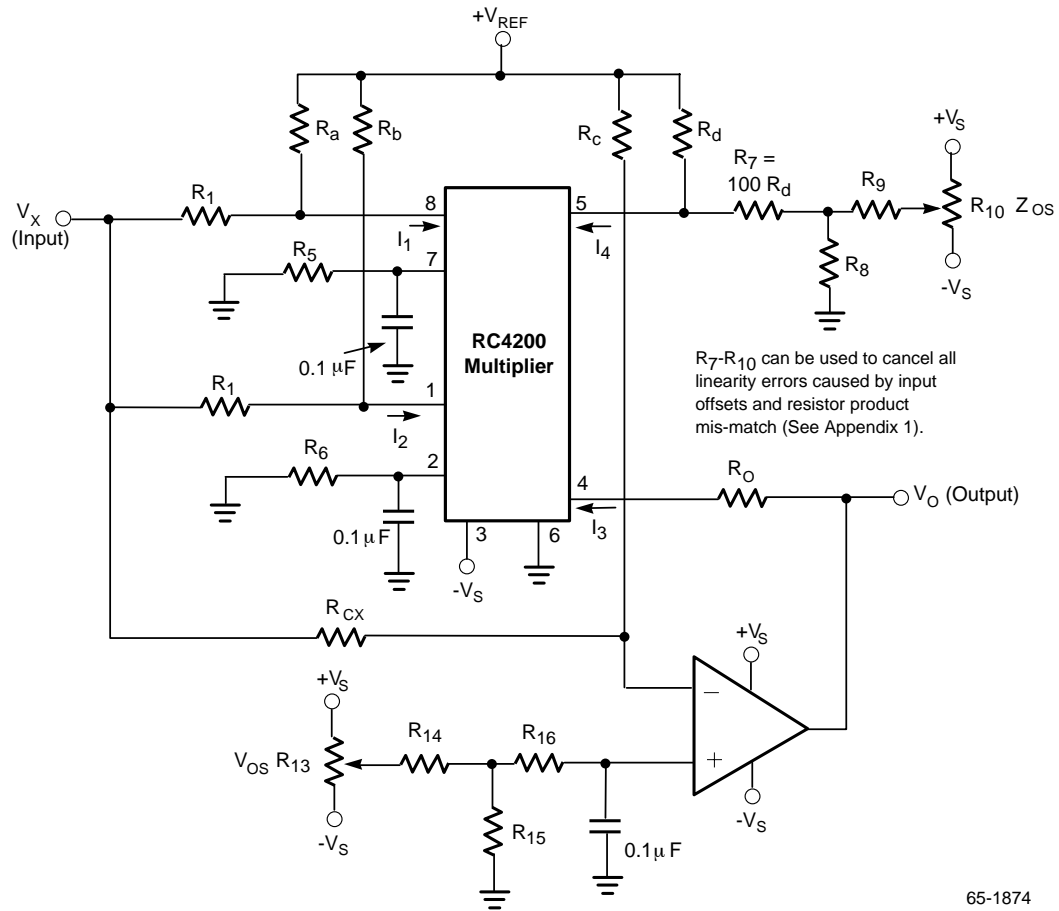 +VREF
Ra
Rb
Rc
Rd
+VS
R7 =
100 Rd
R9
R10 ZOS
-VS
R8
VX
(Input)
R1
8
5
I1
I4
R5
7
0.1 μF
RC4200
Multiplier
R7-R10 can be used to cancel all
linearity errors caused by input
offsets and resistor product
mis-match (See Appendix 1).
R1
1
I2
R6
2
RO
4
VO (Output)
I3
0.1μ F
3
6
-VS
RCX
+VS
+VS
−
R14
R16
VOS R13
+
-VS
-VS
R15
0.1μ F
65-1874